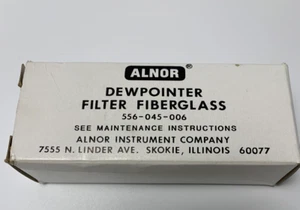 ALNOR
DEWPOINTER
FILTER FIBERGLASS
556-045-006
SEE MAINTENANCE INSTRUCTIONS
ALNOR INSTRUMENT COMPANY
7555 N. LINDER AVE. SKOKIE, ILLINOIS 60077